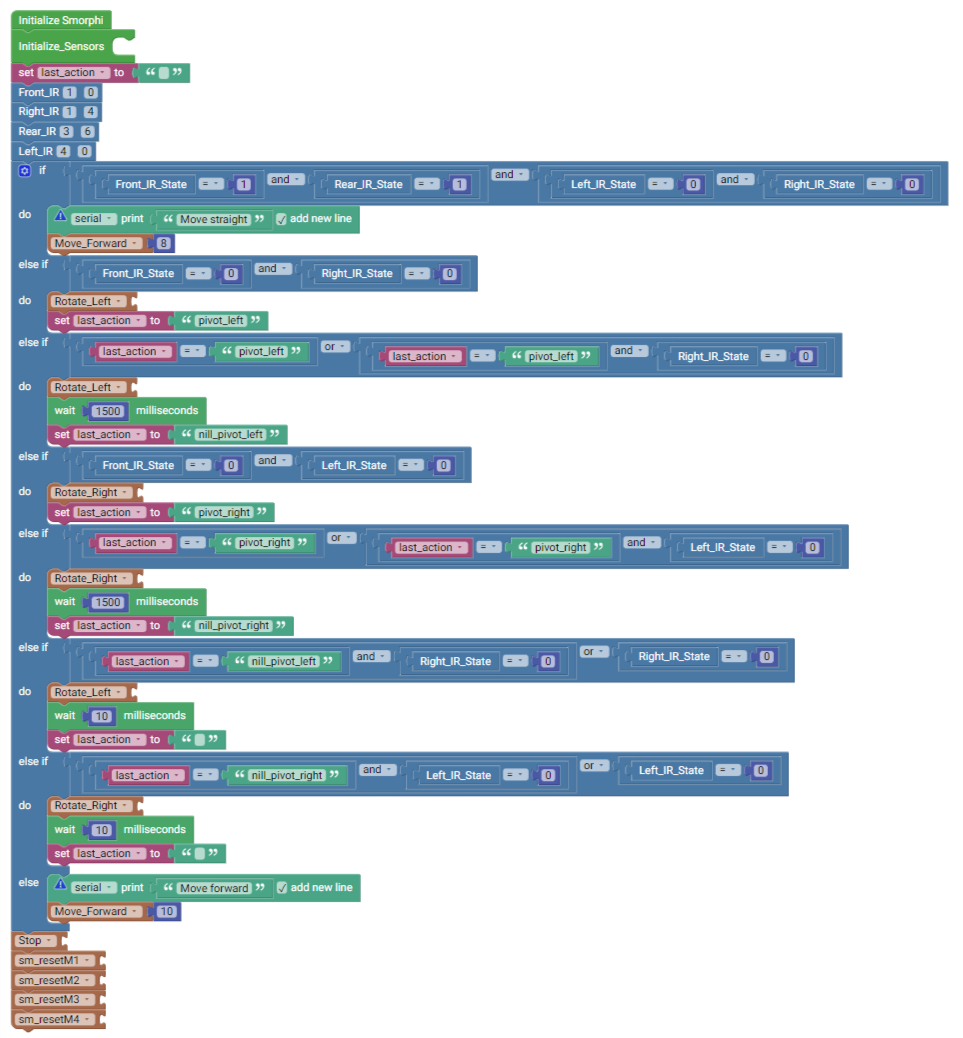 Initialize Smorphi
Initialize_Sensors
set last_action to “ ”
Front_IR 1 0
Right_IR 1 4
Rear_IR 3 6
Left_IR 4 0
if Front_IR_State = 1 and Rear_IR_State = 1 and Left_IR_State = 0 and Right_IR_State = 0
do serial print “ Move straight ” add new line
Move_Forward 8
else if Front_IR_State = 0 and Right_IR_State = 0
do Rotate_Left
set last_action to “ pivot_left ”
else if last_action = “ pivot_left ” or last_action = “ pivot_left ” and Right_IR_State = 0
do Rotate_Left
wait 1500 milliseconds
set last_action to “ nill_pivot_left ”
else if Front_IR_State = 0 and Left_IR_State = 0
do Rotate_Right
set last_action to “ pivot_right ”
else if last_action = “ pivot_right ” or last_action = “ pivot_right ” and Left_IR_State = 0
do Rotate_Right
wait 1500 milliseconds
set last_action to “ nill_pivot_right ”
else if last_action = “ nill_pivot_left ” and Right_IR_State = 0 or Right_IR_State = 0
do Rotate_Left
wait 10 milliseconds
set last_action to “ ”
else if last_action = “ nill_pivot_right ” and Left_IR_State = 0 or Left_IR_State = 0
do Rotate_Right
wait 10 milliseconds
set last_action to “ ”
else serial print “ Move forward ” add new line
Move_Forward 10
Stop
sm_resetM1
sm_resetM2
sm_resetM3
sm_resetM4